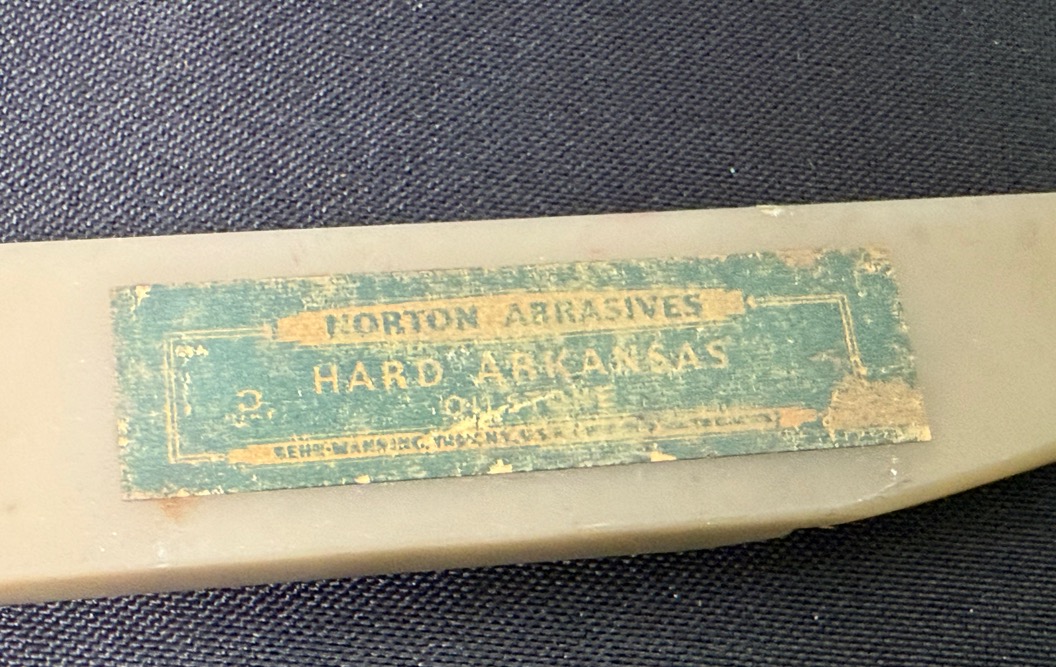 NORTON ABRASIVES
HARD ARKANSAS
OILSTONE
BEHR-MANNING, TROY, N.Y., U.S.A.